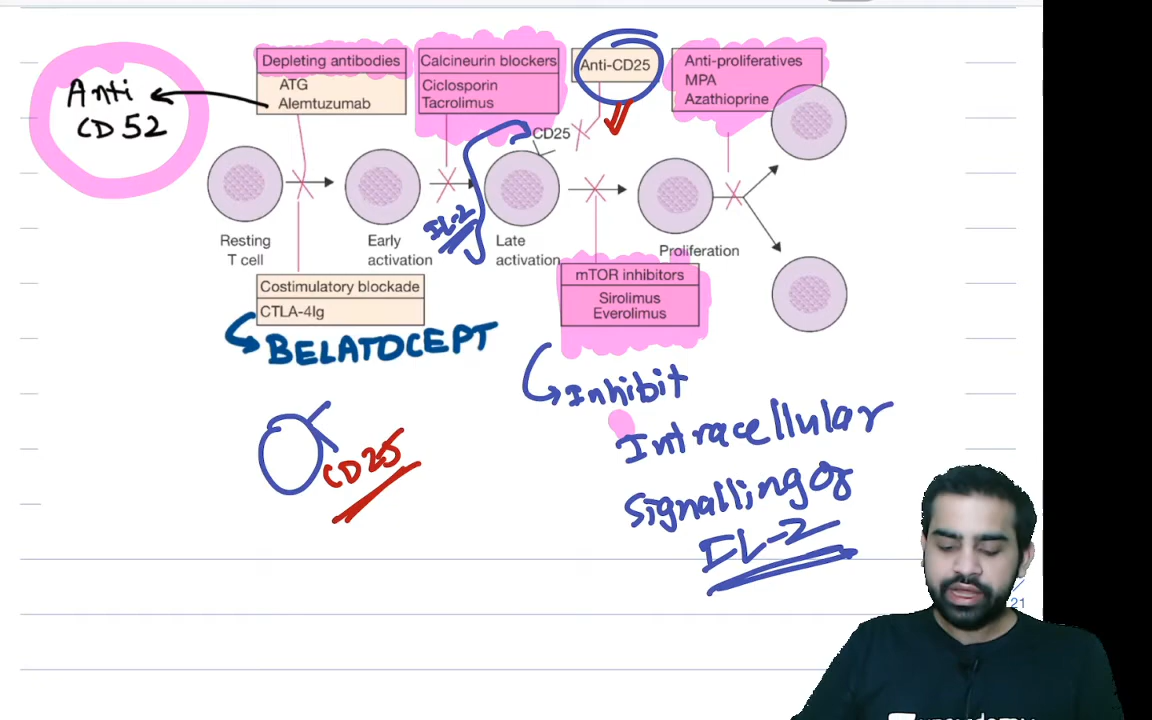 Anti
CD52
Depleting antibodies
ATG
Alemtuzumab
Calcineurin blockers
Ciclosporin
Tacrolimus
Anti-CD25
Anti-proliferatives
MPA
Azathioprine
CD25
IL-2
Resting
T cell
Early
activation
Late
activation
Proliferation
Costimulatory blockade
CTLA-4Ig
BELATOCEPT
mTOR inhibitors
Sirolimus
Everolimus
Inhibit
Intracellular
Signalling of
IL-2
CD25
21